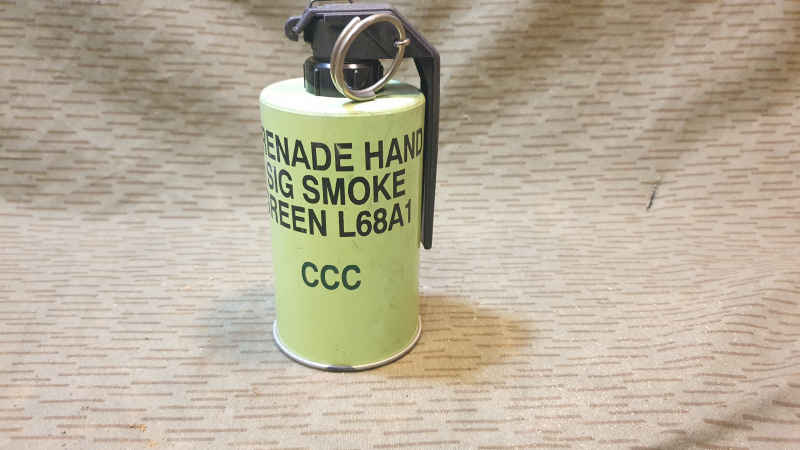 RENADE HAND
SIG SMOKE
REEN L68A1
CCC